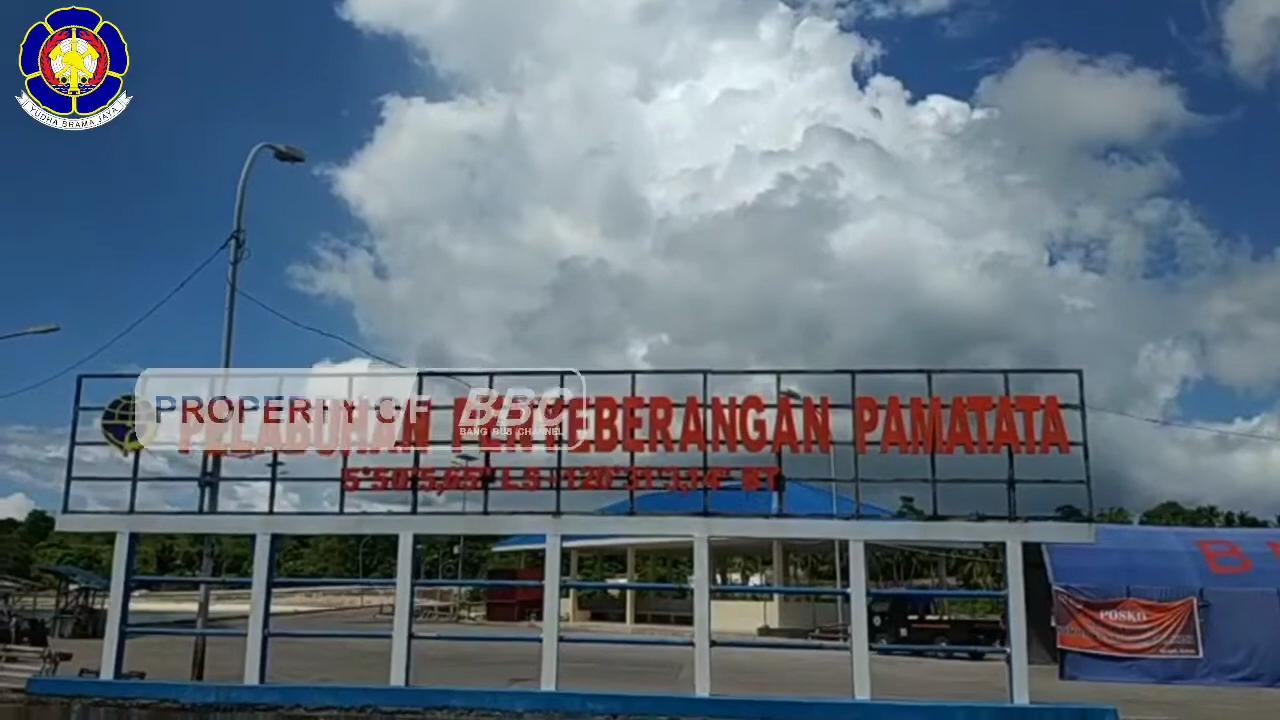 YUDHA BRAMA JAYA
PROPERTY OF BBC
BANG BUS CHANNEL
PELABUHAN PENYEBERANGAN PAMATATA
POSKO